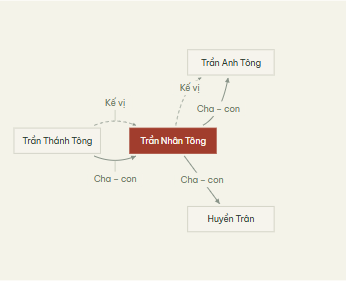 Trần Anh Tông
Kế vị
Kế vị
Cha – con
Trần Thánh Tông
Trần Nhân Tông
Cha – con
Cha – con
Huyền Trân